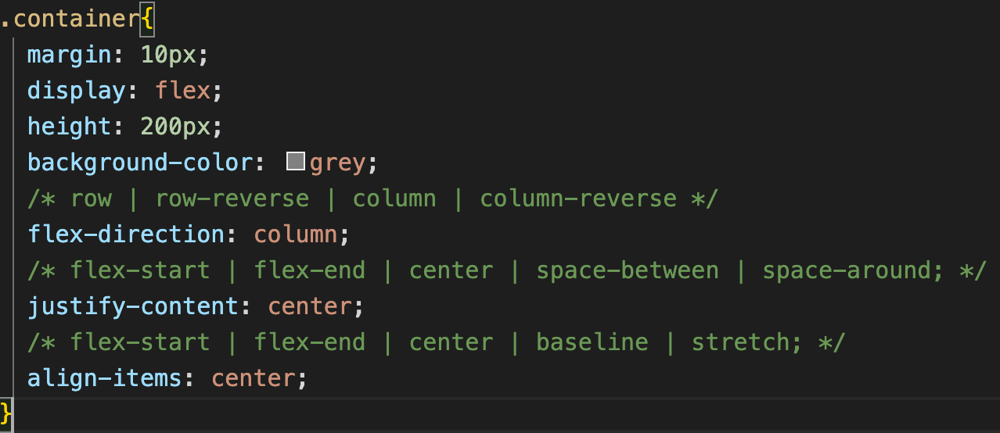 .container{
margin: 10px;
display: flex;
height: 200px;
background-color: grey;
/* row | row-reverse | column | column-reverse */
flex-direction: column;
/* flex-start | flex-end | center | space-between | space-around; */
justify-content: center;
/* flex-start | flex-end | center | baseline | stretch; */
align-items: center;
}